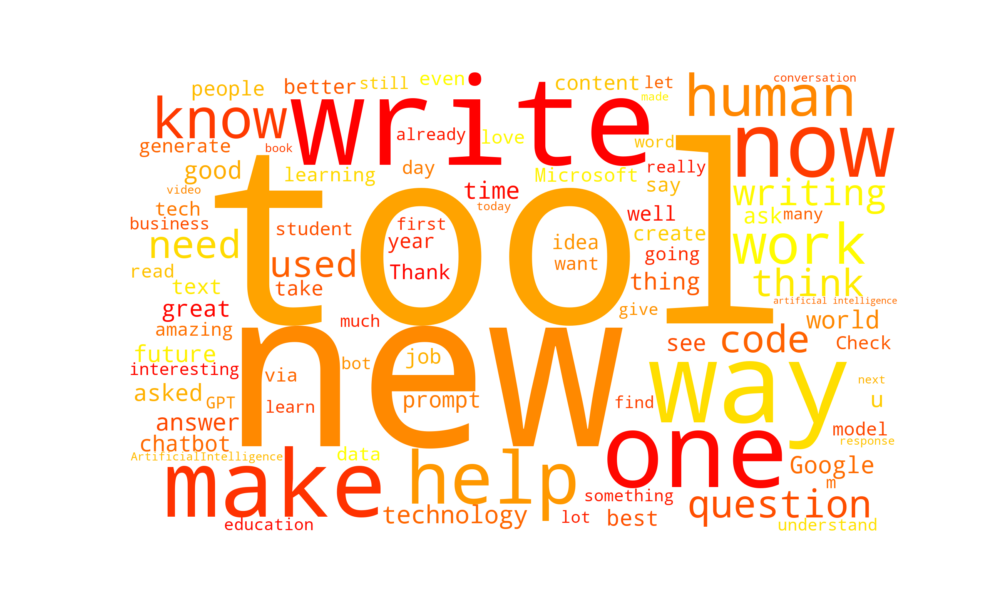 conversation
people
better
still
even
content
let
made
human
know
write
now
generate
book
already
love
word
good
learning
day
Microsoft
really
video
time
say
writing
tech
today
well
ask
many
business
student
first
idea
create
work
need
tool
year
want
going
read
used
Thank
thing
think
text
take
give
artificial intelligence
great
much
world
amazing
new
see
code
Check
future
bot
job
interesting
via
way
next
asked
GPT
learn
prompt
find
u
answer
one
model
chatbot
response
ArtificialIntelligence
data
help
Google
make
something
m
question
education
technology
lot
best
understand